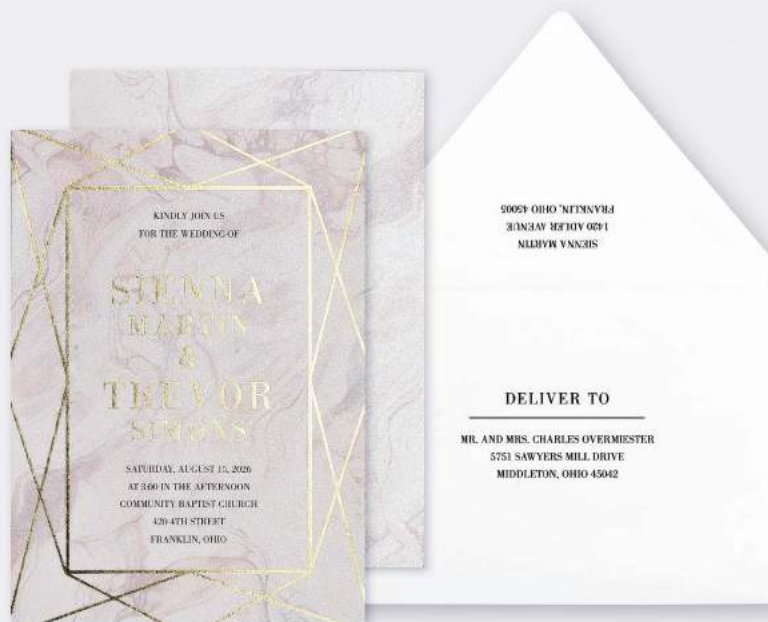 KINDLY JOIN US
FOR THE WEDDING OF
SIENNA
MARTIN
&
TREVOR
SIMONS
SATURDAY, AUGUST 15, 2026
AT 3:00 IN THE AFTERNOON
COMMUNITY BAPTIST CHURCH
420 4TH STREET
FRANKLIN, OHIO
SIENNA MARTIN
1420 ADLER AVENUE
FRANKLIN, OHIO 45005
DELIVER TO
MR. AND MRS. CHARLES OVERMIESTER
5751 SAWYERS MILL DRIVE
MIDDLETON, OHIO 45042